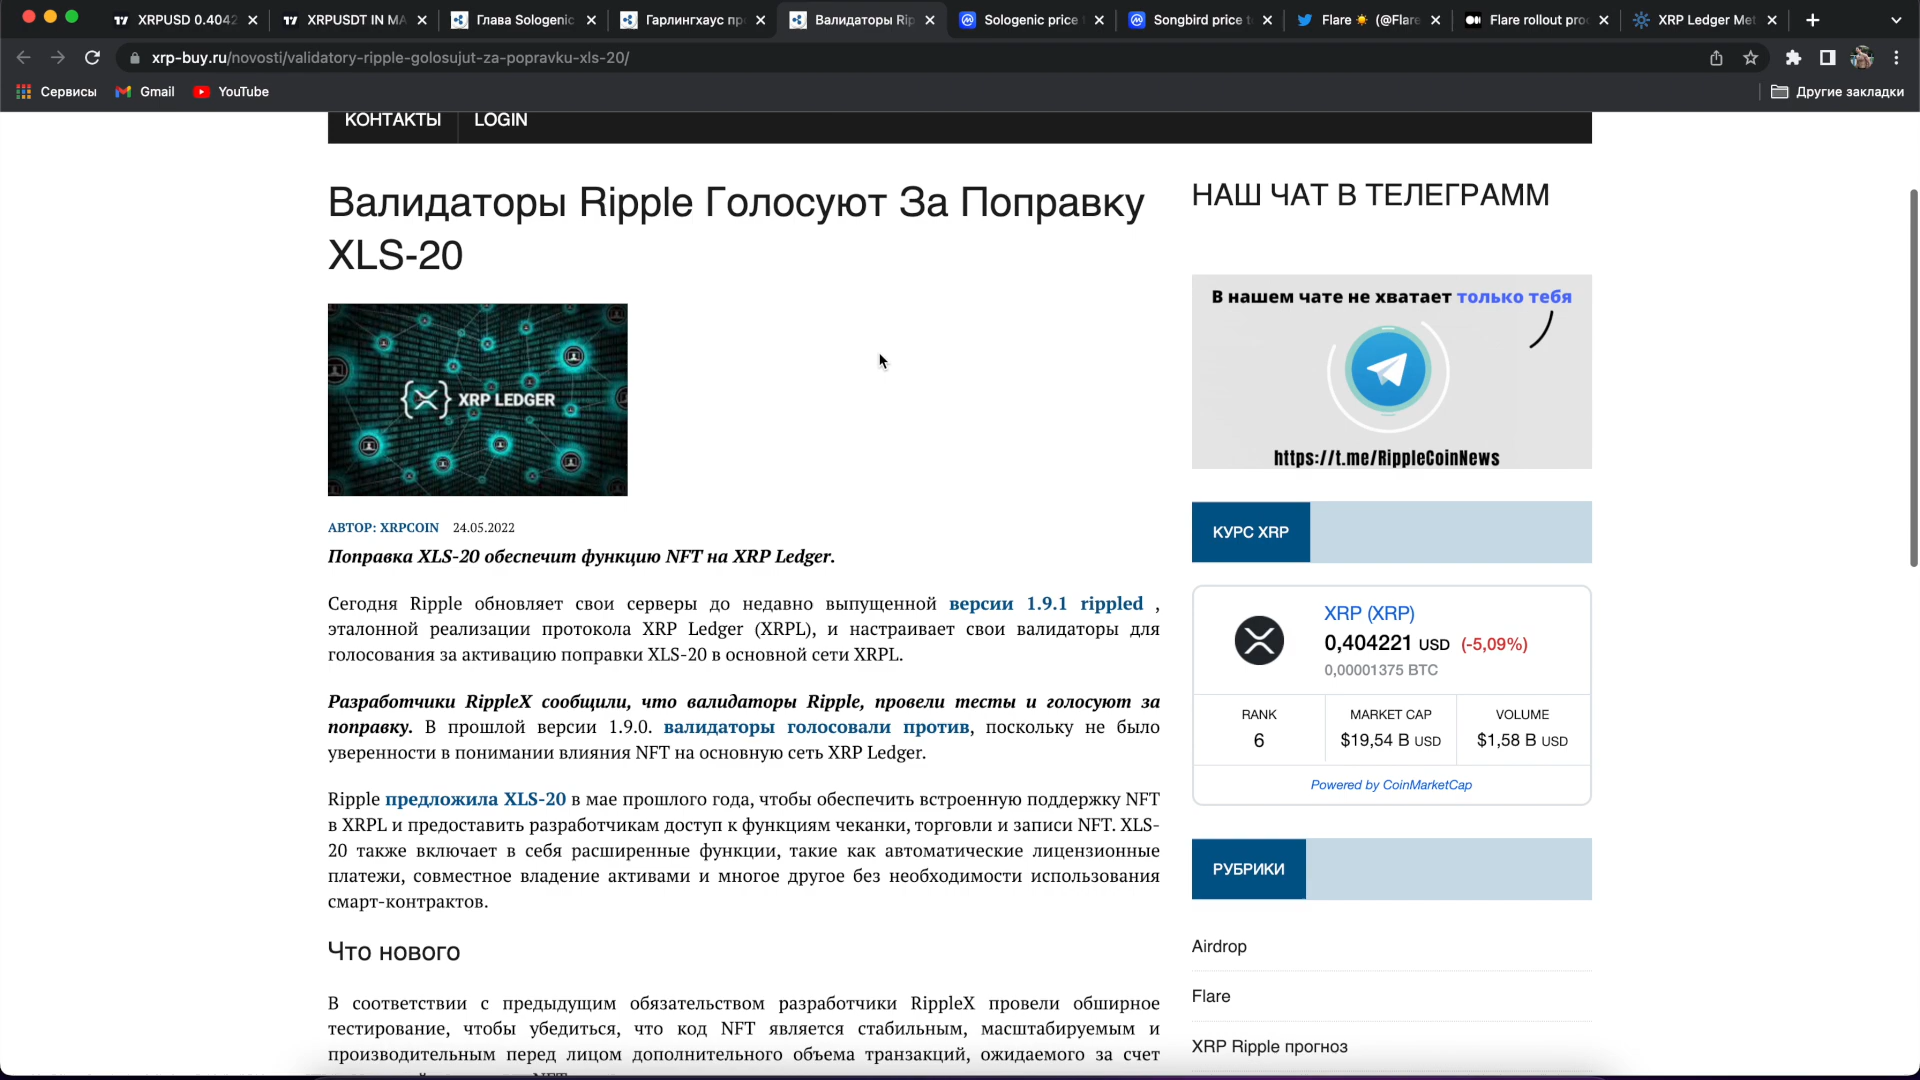 XRPUSD 0.4042
XRPUSDT IN MA
Глава Sologenic
Гарлингхаус пр
Валидаторы Rip
Sologenic price
Songbird price to
Flare ☀ (@Flare
Flare rollout proc
XRP Ledger Met
xrp-buy.ru/novosti/validatory-ripple-golosujut-za-popravku-xls-20/
Сервисы
Gmail
YouTube
Другие закладки
КОНТАКТЫ
LOGIN
Валидаторы Ripple Голосуют За Поправку
XLS-20
XRP LEDGER
АВТОР: XRPCOIN 24.05.2022
Поправка XLS-20 обеспечит функцию NFT на XRP Ledger.
Сегодня Ripple обновляет свои серверы до недавно выпущенной версии 1.9.1 rippled ,
эталонной реализации протокола XRP Ledger (XRPL), и настраивает свои валидаторы для
голосования за активацию поправки XLS-20 в основной сети XRPL.
Разработчики RippleX сообщили, что валидаторы Ripple, провели тесты и голосуют за
поправку. В прошлой версии 1.9.0. валидаторы голосовали против, поскольку не было
уверенности в понимании влияния NFT на основную сеть XRP Ledger.
Ripple предложила XLS-20 в мае прошлого года, чтобы обеспечить встроенную поддержку NFT
в XRPL и предоставить разработчикам доступ к функциям чеканки, торговли и записи NFT. XLS-
20 также включает в себя расширенные функции, такие как автоматические лицензионные
платежи, совместное владение активами и многое другое без необходимости использования
смарт-контрактов.
Что нового
В соответствии с предыдущим обязательством разработчики RippleX провели обширное
тестирование, чтобы убедиться, что код NFT является стабильным, масштабируемым и
производительным перед лицом дополнительного объема транзакций, ожидаемого за счет
НАШ ЧАТ В ТЕЛЕГРАММ
В нашем чате не хватает только тебя
https://t.me/RippleCoinNews
КУРС XRP
XRP (XRP)
0,404221 USD (-5,09%)
0,00001375 BTC
RANK
6
MARKET CAP
$19,54 B USD
VOLUME
$1,58 B USD
Powered by CoinMarketCap
РУБРИКИ
Airdrop
Flare
XRP Ripple прогноз